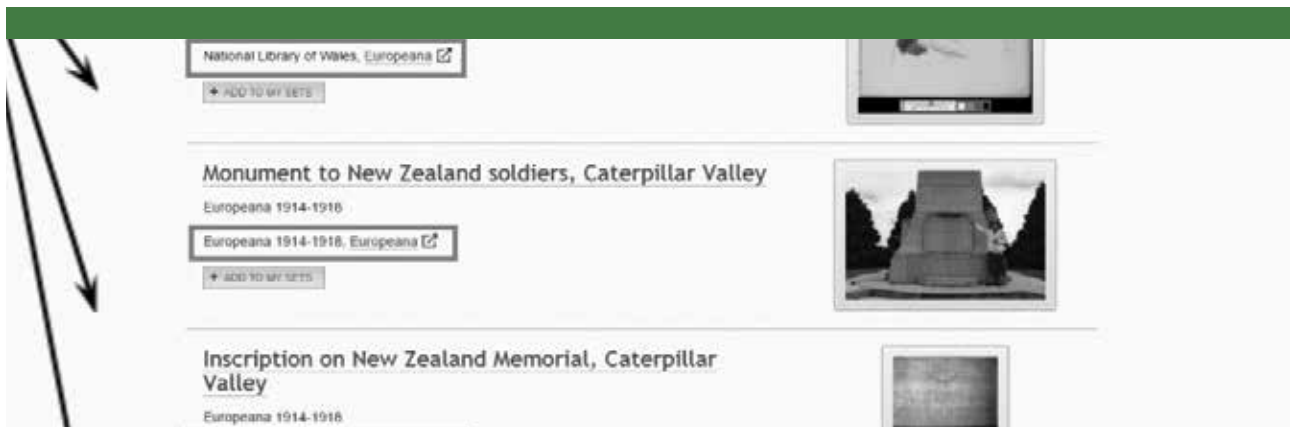 National Library of Wales, Europeana
+ ADD TO MY SETS
Monument to New Zealand soldiers, Caterpillar Valley
Europeana 1914-1918
Europeana 1914-1918, Europeana
+ ADD TO MY SETS
Inscription on New Zealand Memorial, Caterpillar
Valley
Europeana 1914-1918